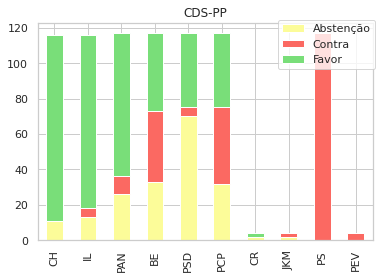 CDS-PP
Abstenção
Contra
Favor
120
100
80
60
40
20
0
CH IL PAN BE PSD PCP CR JKM PS PEV